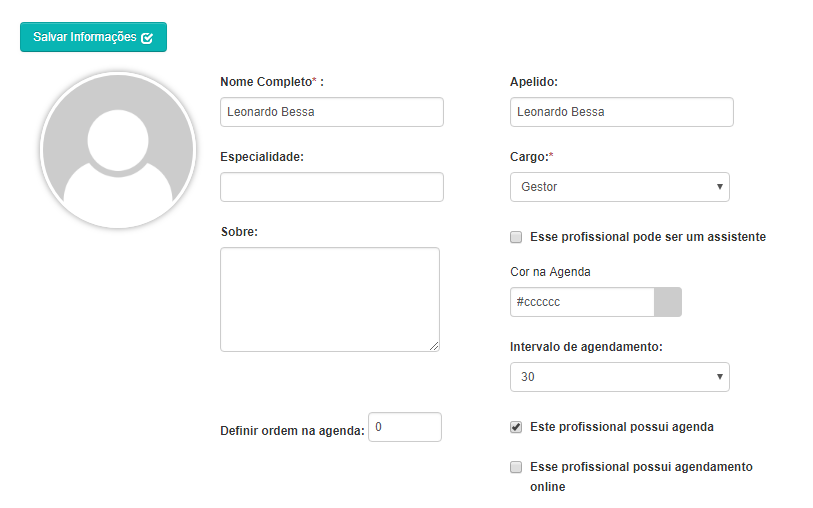 Salvar Informações
Nome Completo* :
Apelido:
Leonardo Bessa
Leonardo Bessa
Especialidade:
Cargo:*
Gestor
Sobre:
Esse profissional pode ser um assistente
Cor na Agenda
#cccccc
Intervalo de agendamento:
30
Definir ordem na agenda: 0
Este profissional possui agenda
Esse profissional possui agendamento
online